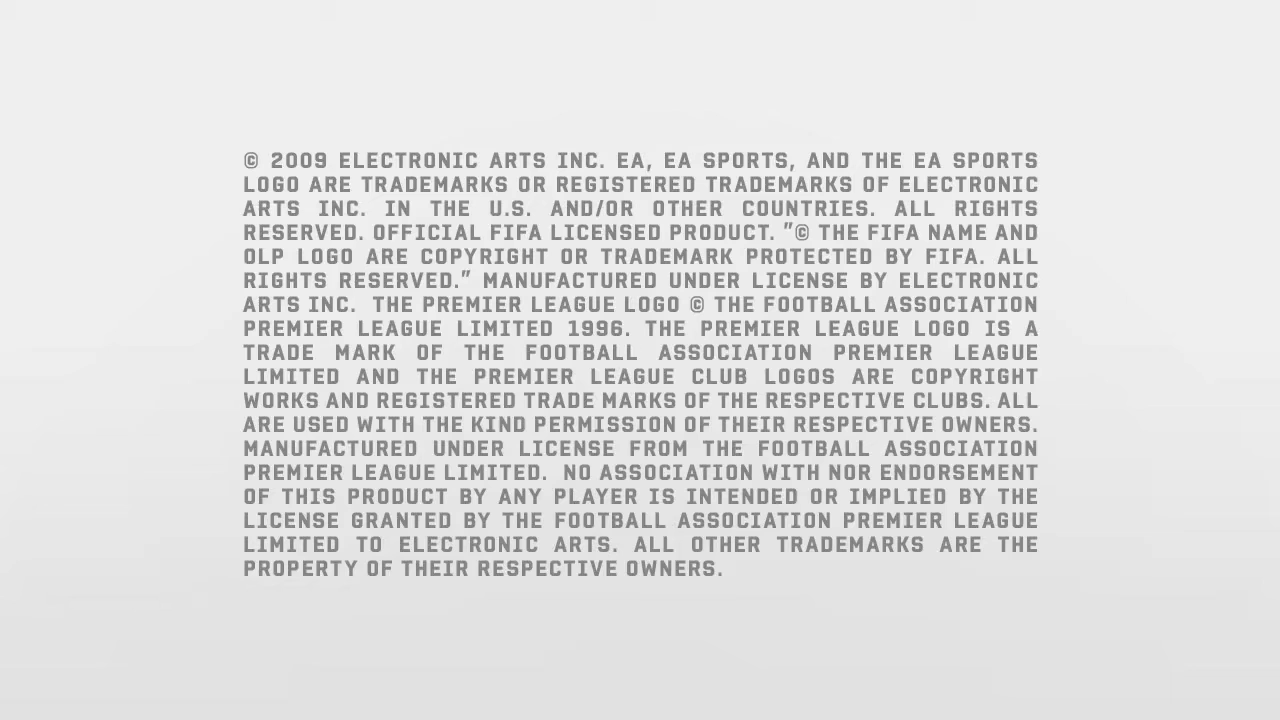 © 2009 ELECTRONIC ARTS INC. EA, EA SPORTS, AND THE EA SPORTS
LOGO ARE TRADEMARKS OR REGISTERED TRADEMARKS OF ELECTRONIC
ARTS INC. IN THE U.S. AND/OR OTHER COUNTRIES. ALL RIGHTS
RESERVED. OFFICIAL FIFA LICENSED PRODUCT. "© THE FIFA NAME AND
OLP LOGO ARE COPYRIGHT OR TRADEMARK PROTECTED BY FIFA. ALL
RIGHTS RESERVED." MANUFACTURED UNDER LICENSE BY ELECTRONIC
ARTS INC. THE PREMIER LEAGUE LOGO © THE FOOTBALL ASSOCIATION
PREMIER LEAGUE LIMITED 1996. THE PREMIER LEAGUE LOGO IS A
TRADE MARK OF THE FOOTBALL ASSOCIATION PREMIER LEAGUE
LIMITED AND THE PREMIER LEAGUE CLUB LOGOS ARE COPYRIGHT
WORKS AND REGISTERED TRADE MARKS OF THE RESPECTIVE CLUBS. ALL
ARE USED WITH THE KIND PERMISSION OF THEIR RESPECTIVE OWNERS.
MANUFACTURED UNDER LICENSE FROM THE FOOTBALL ASSOCIATION
PREMIER LEAGUE LIMITED. NO ASSOCIATION WITH NOR ENDORSEMENT
OF THIS PRODUCT BY ANY PLAYER IS INTENDED OR IMPLIED BY THE
LICENSE GRANTED BY THE FOOTBALL ASSOCIATION PREMIER LEAGUE
LIMITED TO ELECTRONIC ARTS. ALL OTHER TRADEMARKS ARE THE
PROPERTY OF THEIR RESPECTIVE OWNERS.